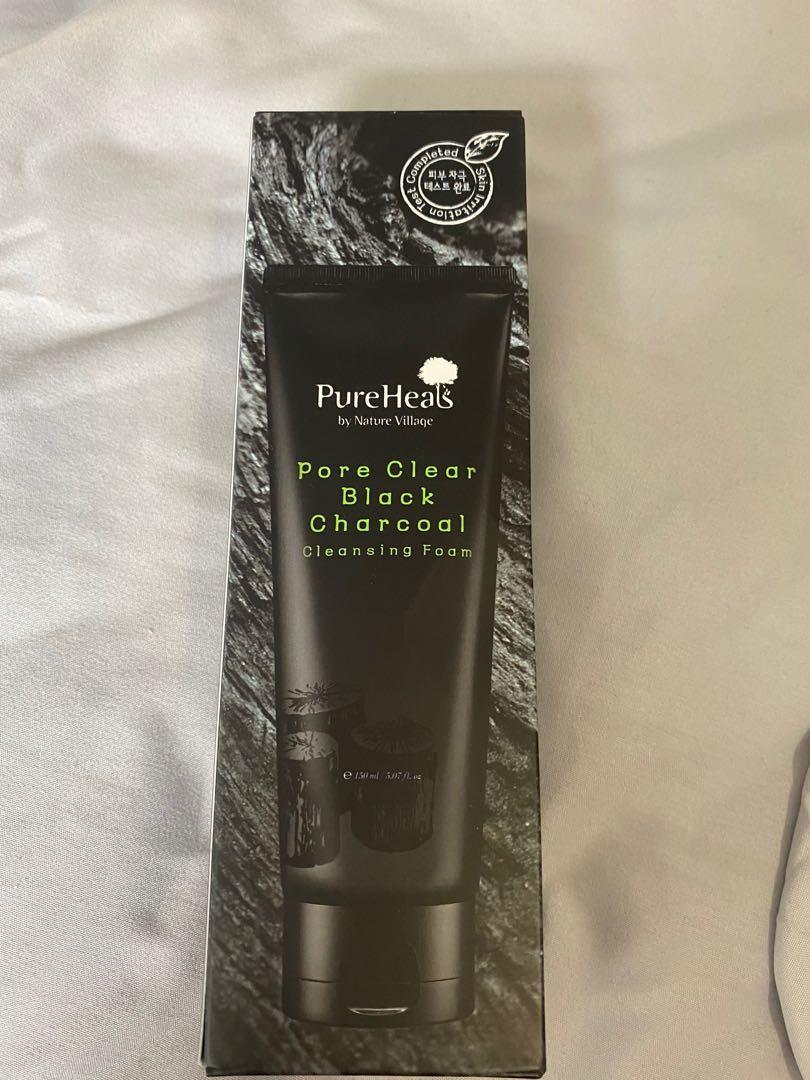 Skin Irritation Test Completed
피부 자극
테스트 완료
PureHeals
by Nature Village
Pore Clear
Black
Charcoal
Cleansing Foam
℮ 150 ml / 5.07 fl. oz